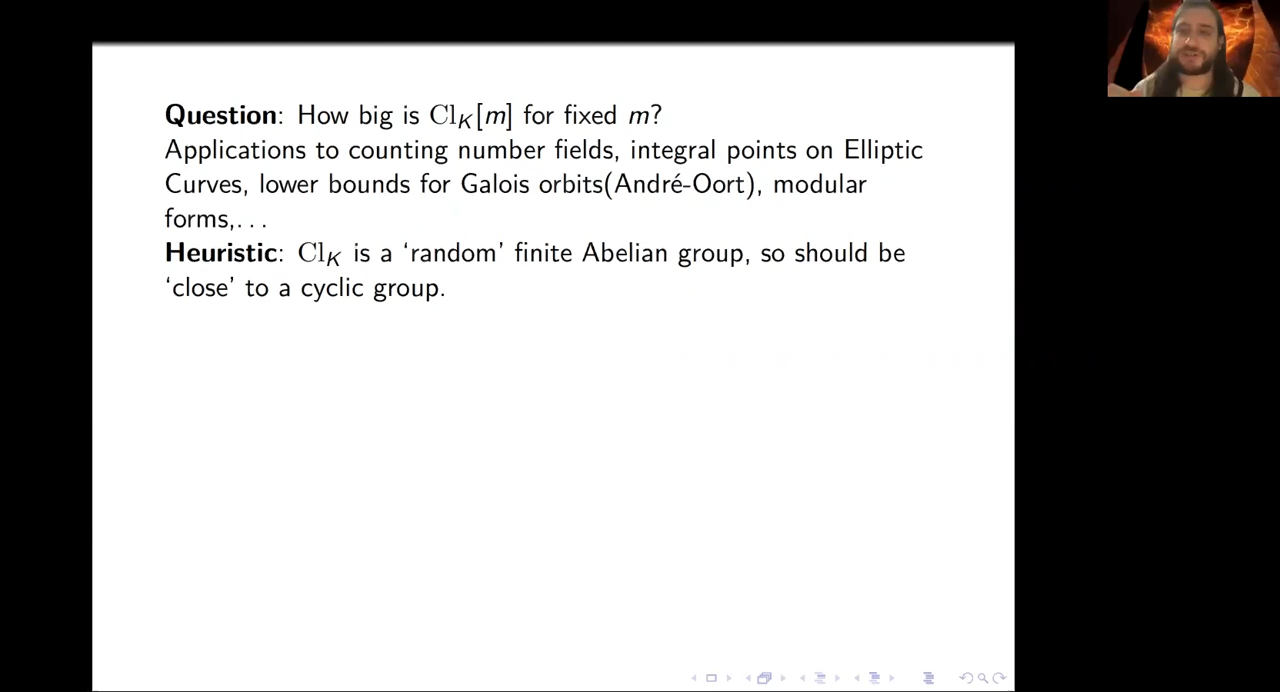 Question: How big is Cl_K[m] for fixed m?
Applications to counting number fields, integral points on Elliptic
Curves, lower bounds for Galois orbits(André-Oort), modular
forms,. . .
Heuristic: Cl_K is a ‘random’ finite Abelian group, so should be
‘close’ to a cyclic group.